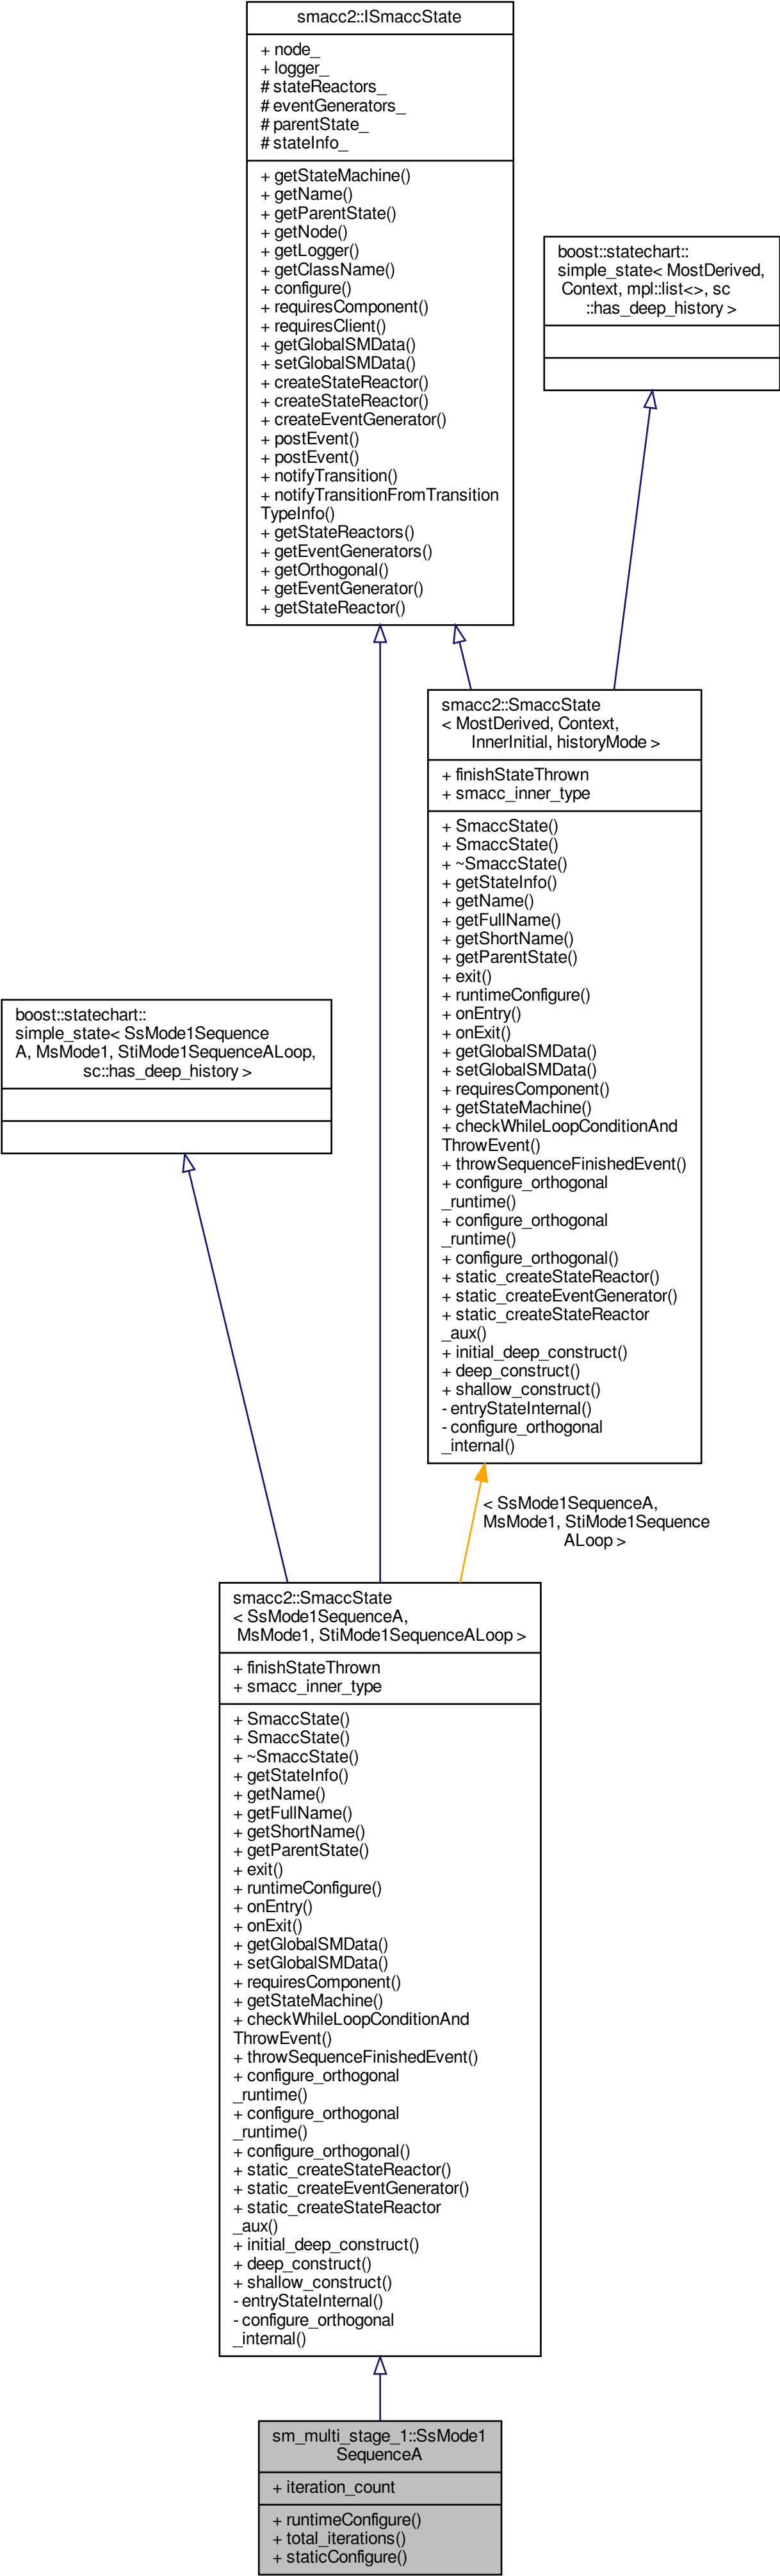 smacc2::ISmaccState
+ node_
+ logger_
# stateReactors_
# eventGenerators_
# parentState_
# stateInfo_
+ getStateMachine()
+ getName()
+ getParentState()
+ getNode()
+ getLogger()
+ getClassName()
+ configure()
+ requiresComponent()
+ requiresClient()
+ getGlobalSMData()
+ setGlobalSMData()
+ createStateReactor()
+ createStateReactor()
+ createEventGenerator()
+ postEvent()
+ postEvent()
+ notifyTransition()
+ notifyTransitionFromTransition
TypeInfo()
+ getStateReactors()
+ getEventGenerators()
+ getOrthogonal()
+ getEventGenerator()
+ getStateReactor()
boost::statechart::
simple_state< MostDerived,
Context, mpl::list<>, sc
::has_deep_history >
smacc2::SmaccState
< MostDerived, Context,
InnerInitial, historyMode >
+ finishStateThrown
+ smacc_inner_type
+ SmaccState()
+ SmaccState()
+ ~SmaccState()
+ getStateInfo()
+ getName()
+ getFullName()
+ getShortName()
+ getParentState()
+ exit()
+ runtimeConfigure()
+ onEntry()
+ onExit()
+ getGlobalSMData()
+ setGlobalSMData()
+ requiresComponent()
+ getStateMachine()
+ checkWhileLoopConditionAnd
ThrowEvent()
+ throwSequenceFinishedEvent()
+ configure_orthogonal
_runtime()
+ configure_orthogonal
_runtime()
+ configure_orthogonal()
+ static_createStateReactor()
+ static_createEventGenerator()
+ static_createStateReactor
_aux()
+ initial_deep_construct()
+ deep_construct()
+ shallow_construct()
- entryStateInternal()
- configure_orthogonal
_internal()
boost::statechart::
simple_state< SsMode1Sequence
A, MsMode1, StiMode1SequenceALoop,
sc::has_deep_history >
< SsMode1SequenceA,
MsMode1, StiMode1Sequence
ALoop >
smacc2::SmaccState
< SsMode1SequenceA,
MsMode1, StiMode1SequenceALoop >
+ finishStateThrown
+ smacc_inner_type
+ SmaccState()
+ SmaccState()
+ ~SmaccState()
+ getStateInfo()
+ getName()
+ getFullName()
+ getShortName()
+ getParentState()
+ exit()
+ runtimeConfigure()
+ onEntry()
+ onExit()
+ getGlobalSMData()
+ setGlobalSMData()
+ requiresComponent()
+ getStateMachine()
+ checkWhileLoopConditionAnd
ThrowEvent()
+ throwSequenceFinishedEvent()
+ configure_orthogonal
_runtime()
+ configure_orthogonal
_runtime()
+ configure_orthogonal()
+ static_createStateReactor()
+ static_createEventGenerator()
+ static_createStateReactor
_aux()
+ initial_deep_construct()
+ deep_construct()
+ shallow_construct()
- entryStateInternal()
- configure_orthogonal
_internal()
sm_multi_stage_1::SsMode1
SequenceA
+ iteration_count
+ runtimeConfigure()
+ total_iterations()
+ staticConfigure()